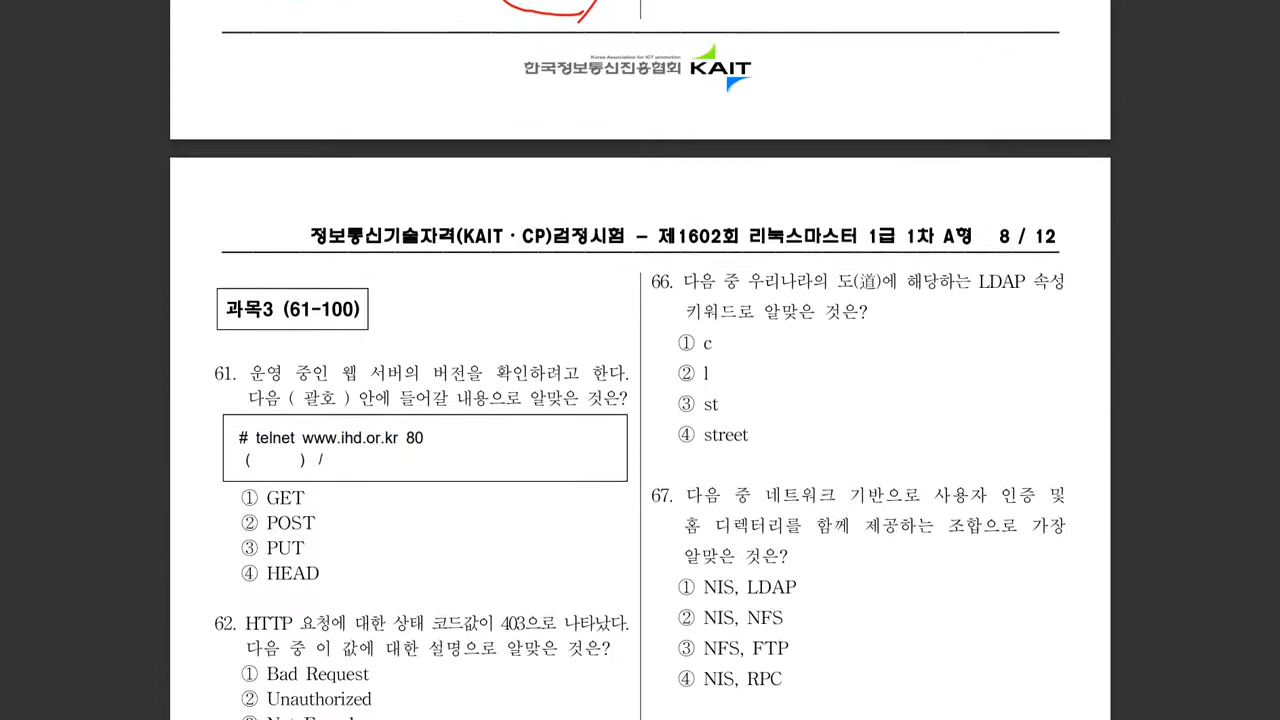 Korea Association for ICT promotion
한국정보통신진흥협회 KAIT
정보통신기술자격(KAIT · CP)검정시험 - 제1602회 리눅스마스터 1급 1차 A형 8 / 12
과목3 (61-100)
61. 운영 중인 웹 서버의 버전을 확인하려고 한다.
다음 ( 괄호 ) 안에 들어갈 내용으로 알맞은 것은?
# telnet www.ihd.or.kr 80
( ) /
① GET
② POST
③ PUT
④ HEAD
62. HTTP 요청에 대한 상태 코드값이 403으로 나타났다.
다음 중 이 값에 대한 설명으로 알맞은 것은?
① Bad Request
② Unauthorized
66. 다음 중 우리나라의 도(道)에 해당하는 LDAP 속성
키워드로 알맞은 것은?
① c
② l
③ st
④ street
67. 다음 중 네트워크 기반으로 사용자 인증 및
홈 디렉터리를 함께 제공하는 조합으로 가장
알맞은 것은?
① NIS, LDAP
② NIS, NFS
③ NFS, FTP
④ NIS, RPC